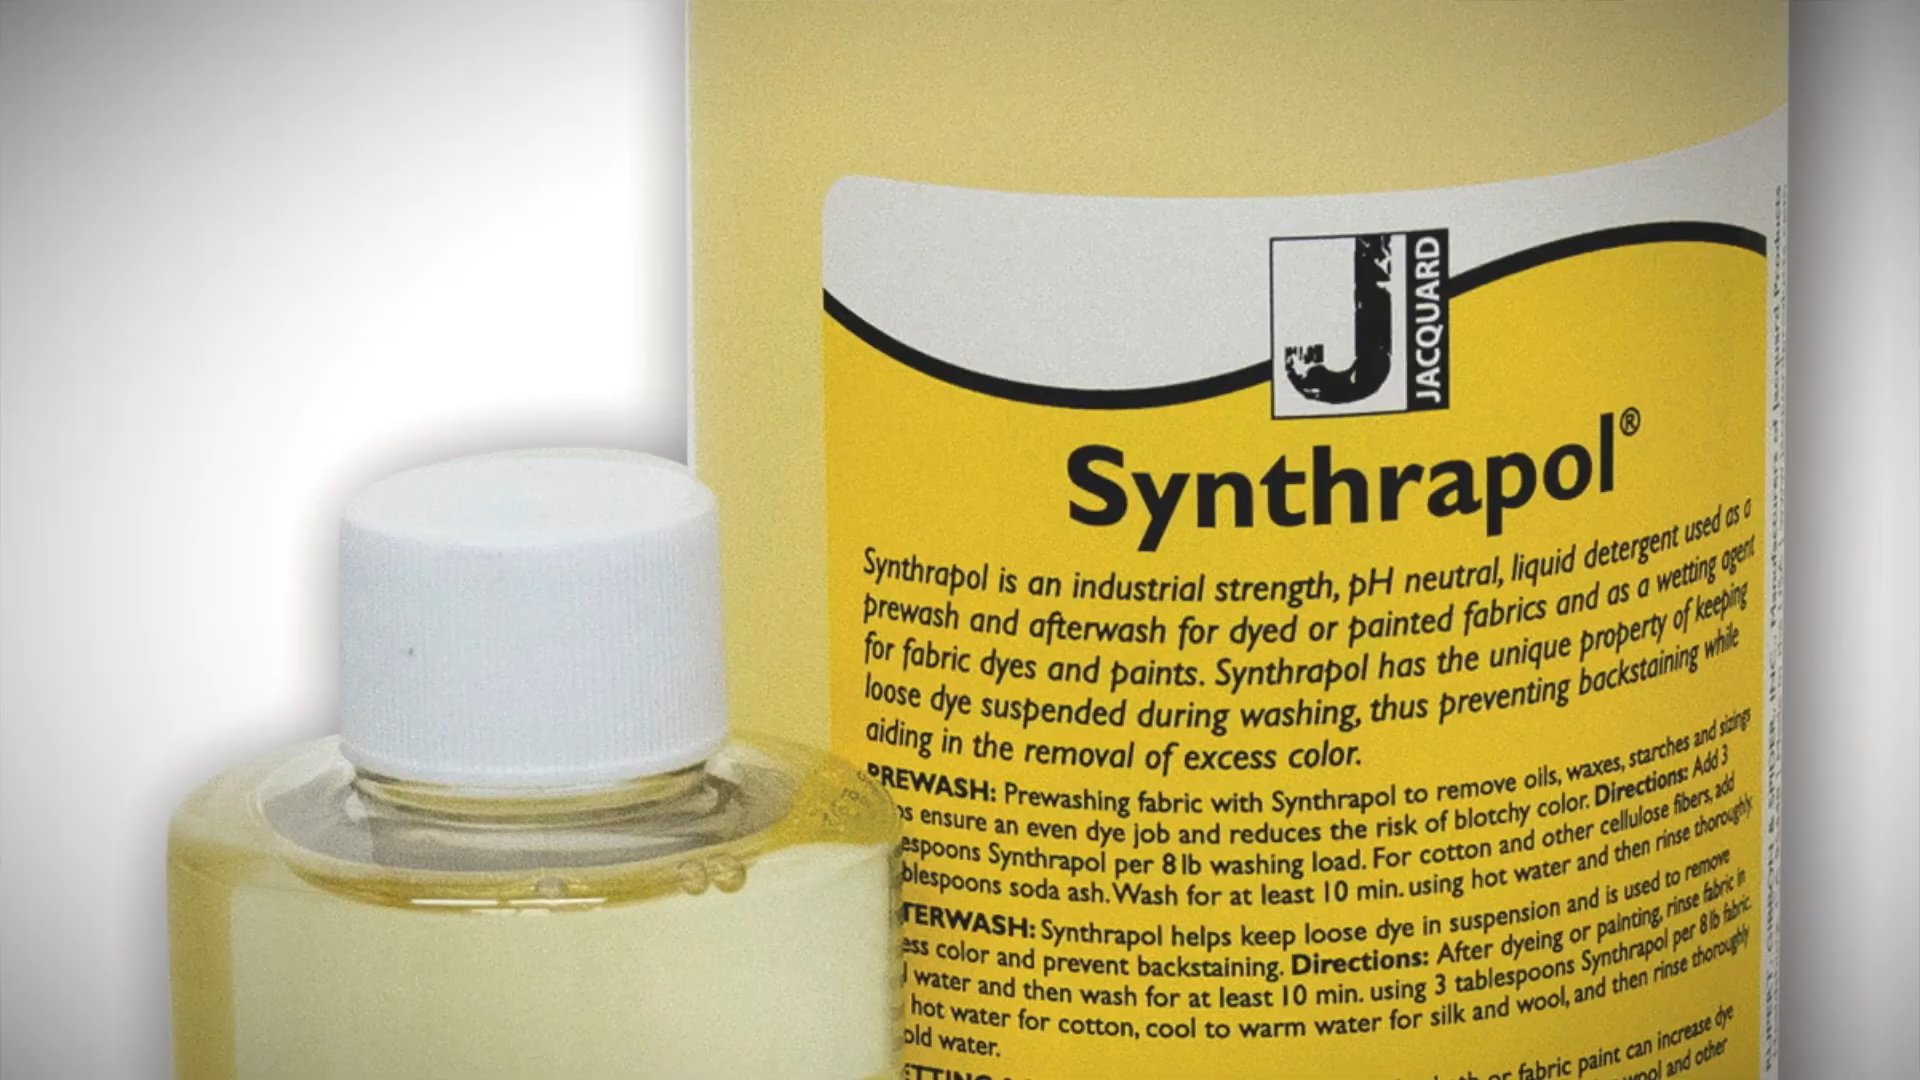 JACQUARD
Synthrapol®
Synthrapol is an industrial strength, pH neutral, liquid detergent used as a
prewash and afterwash for dyed or painted fabrics and as a wetting agent
for fabric dyes and paints. Synthrapol has the unique property of keeping
loose dye suspended during washing, thus preventing backstaining while
aiding in the removal of excess color.
PREWASH: Prewashing fabric with Synthrapol to remove oils, waxes, starches and sizings
ensure an even dye job and reduces the risk of blotchy color. Directions: Add 3
espoons Synthrapol per 8 lb washing load. For cotton and other cellulose fibers, add
blespoons soda ash. Wash for at least 10 min. using hot water and then rinse thoroughly.
TERWASH: Synthrapol helps keep loose dye in suspension and is used to remove
ess color and prevent backstaining. Directions: After dyeing or painting, rinse fabric in
water and then wash for at least 10 min. using 3 tablespoons Synthrapol per 8 lb fabric.
hot water for cotton, cool to warm water for silk and wool, and then rinse thoroughly
old water.
or fabric paint can increase dye
wool and other